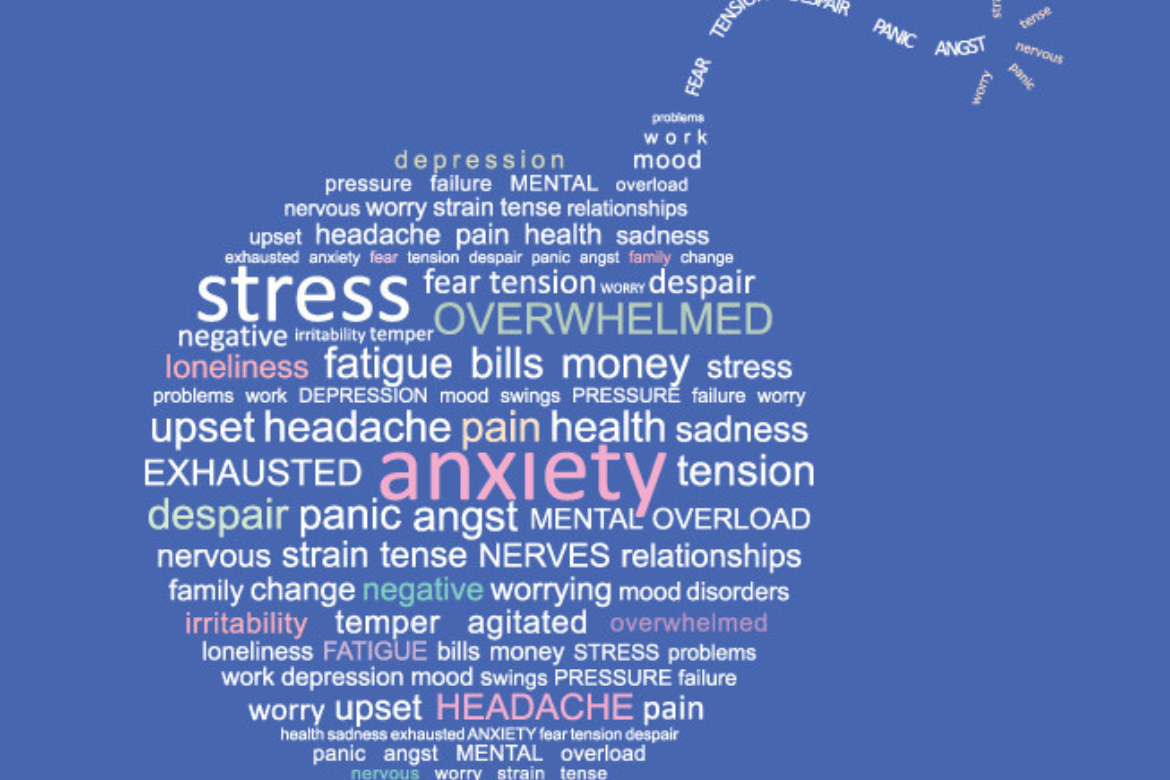 FEAR TENSION DESPAIR PANIC ANGST
tense
nervous
panic
worry
problems
work
depression mood
pressure failure MENTAL overload
nervous worry strain tense relationships
upset headache pain health sadness
exhausted anxiety fear tension despair panic angst family change
stress fear tension WORRY despair
OVERWHELMED
negative irritability temper
loneliness fatigue bills money stress
problems work DEPRESSION mood swings PRESSURE failure worry
upset headache pain health sadness
EXHAUSTED anxiety tension
despair panic angst MENTAL OVERLOAD
nervous strain tense NERVES relationships
family change negative worrying mood disorders
irritability temper agitated overwhelmed
loneliness FATIGUE bills money STRESS problems
work depression mood swings PRESSURE failure
worry upset HEADACHE pain
health sadness exhausted ANXIETY fear tension despair
panic angst MENTAL overload
nervous worry strain tense